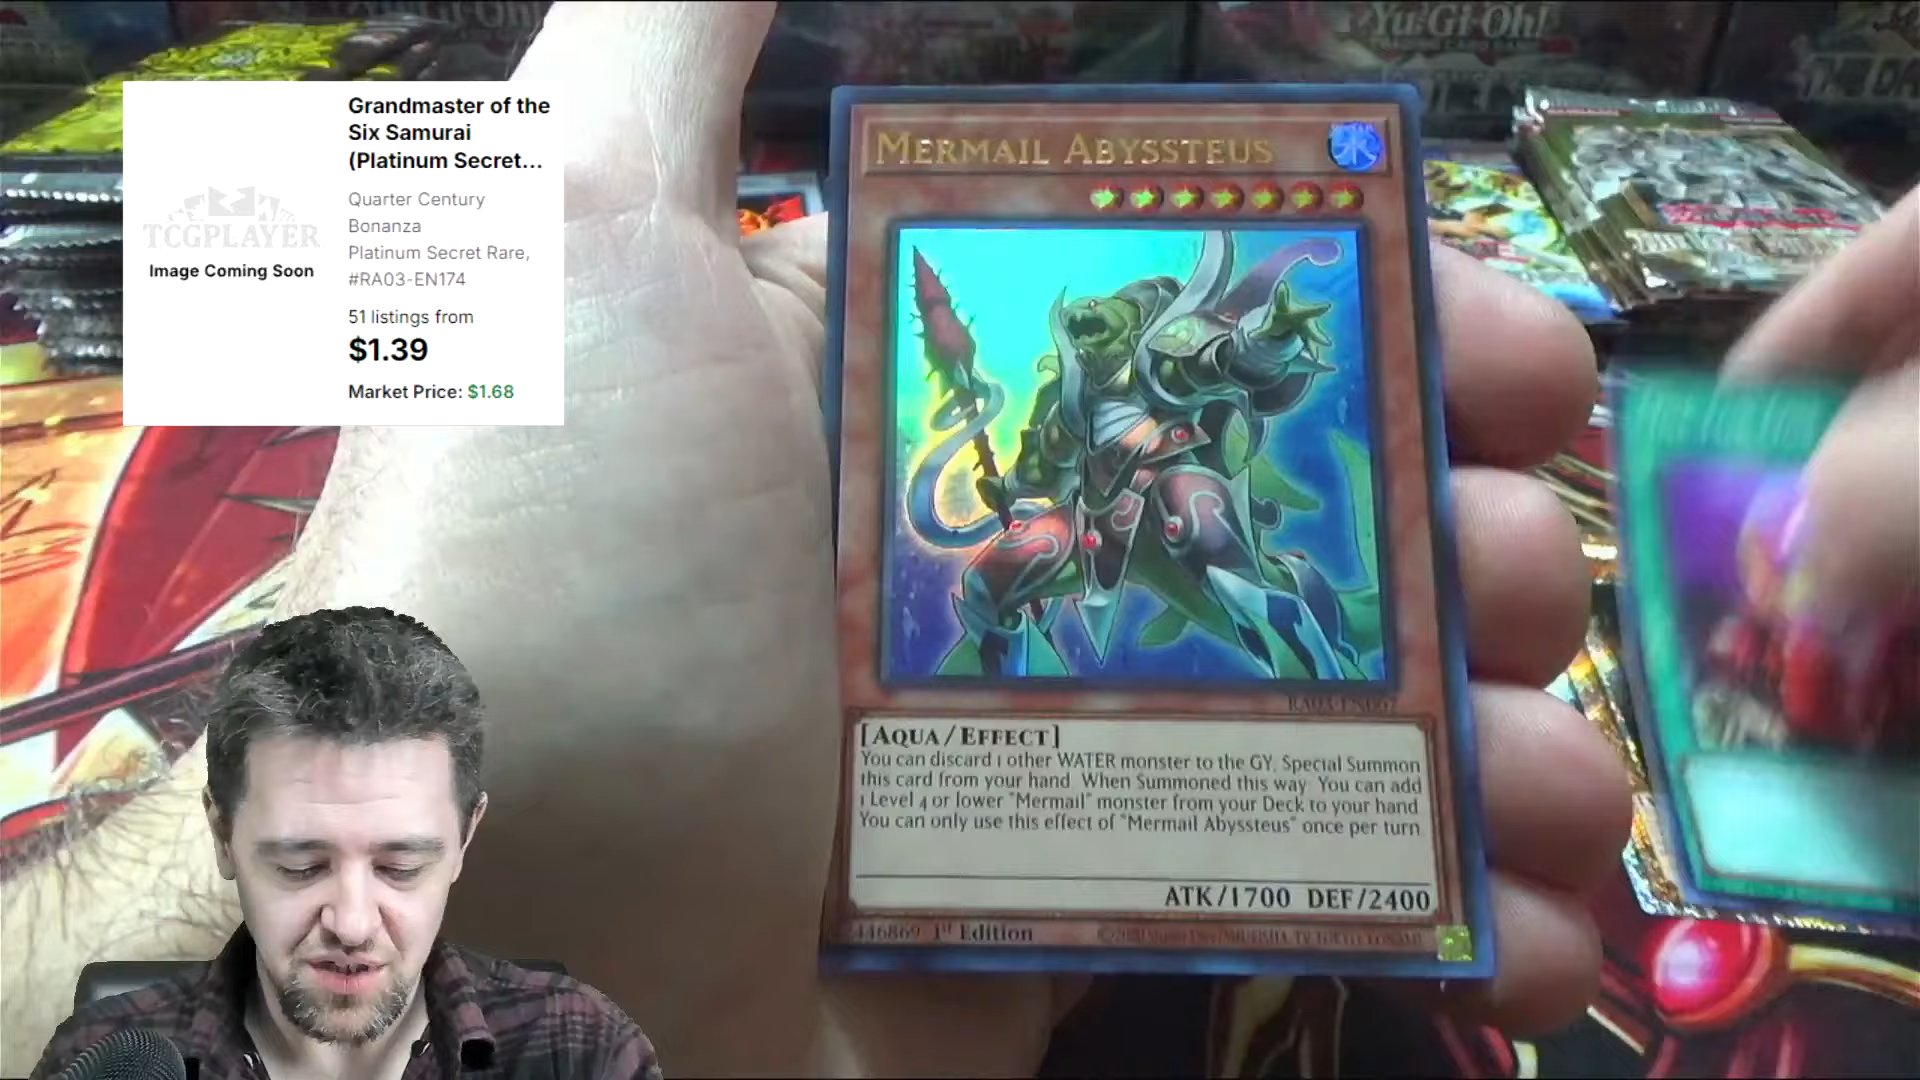 Yu-Gi-Oh!
Grandmaster of the
Six Samurai
(Platinum Secret...
Quarter Century
Bonanza
Platinum Secret Rare,
#RA03-EN174
51 listings from
$1.39
Market Price: $1.68
TCGPLAYER
Image Coming Soon
MERMAIL ABYSSTEUS
水
[AQUA/EFFECT]
You can discard 1 other WATER monster to the GY; Special Summon
this card from your hand. When Summoned this way: You can add
1 Level 4 or lower "Mermail" monster from your Deck to your hand.
You can only use this effect of "Mermail Abyssteus" once per turn.
ATK/1700 DEF/2400
1st Edition